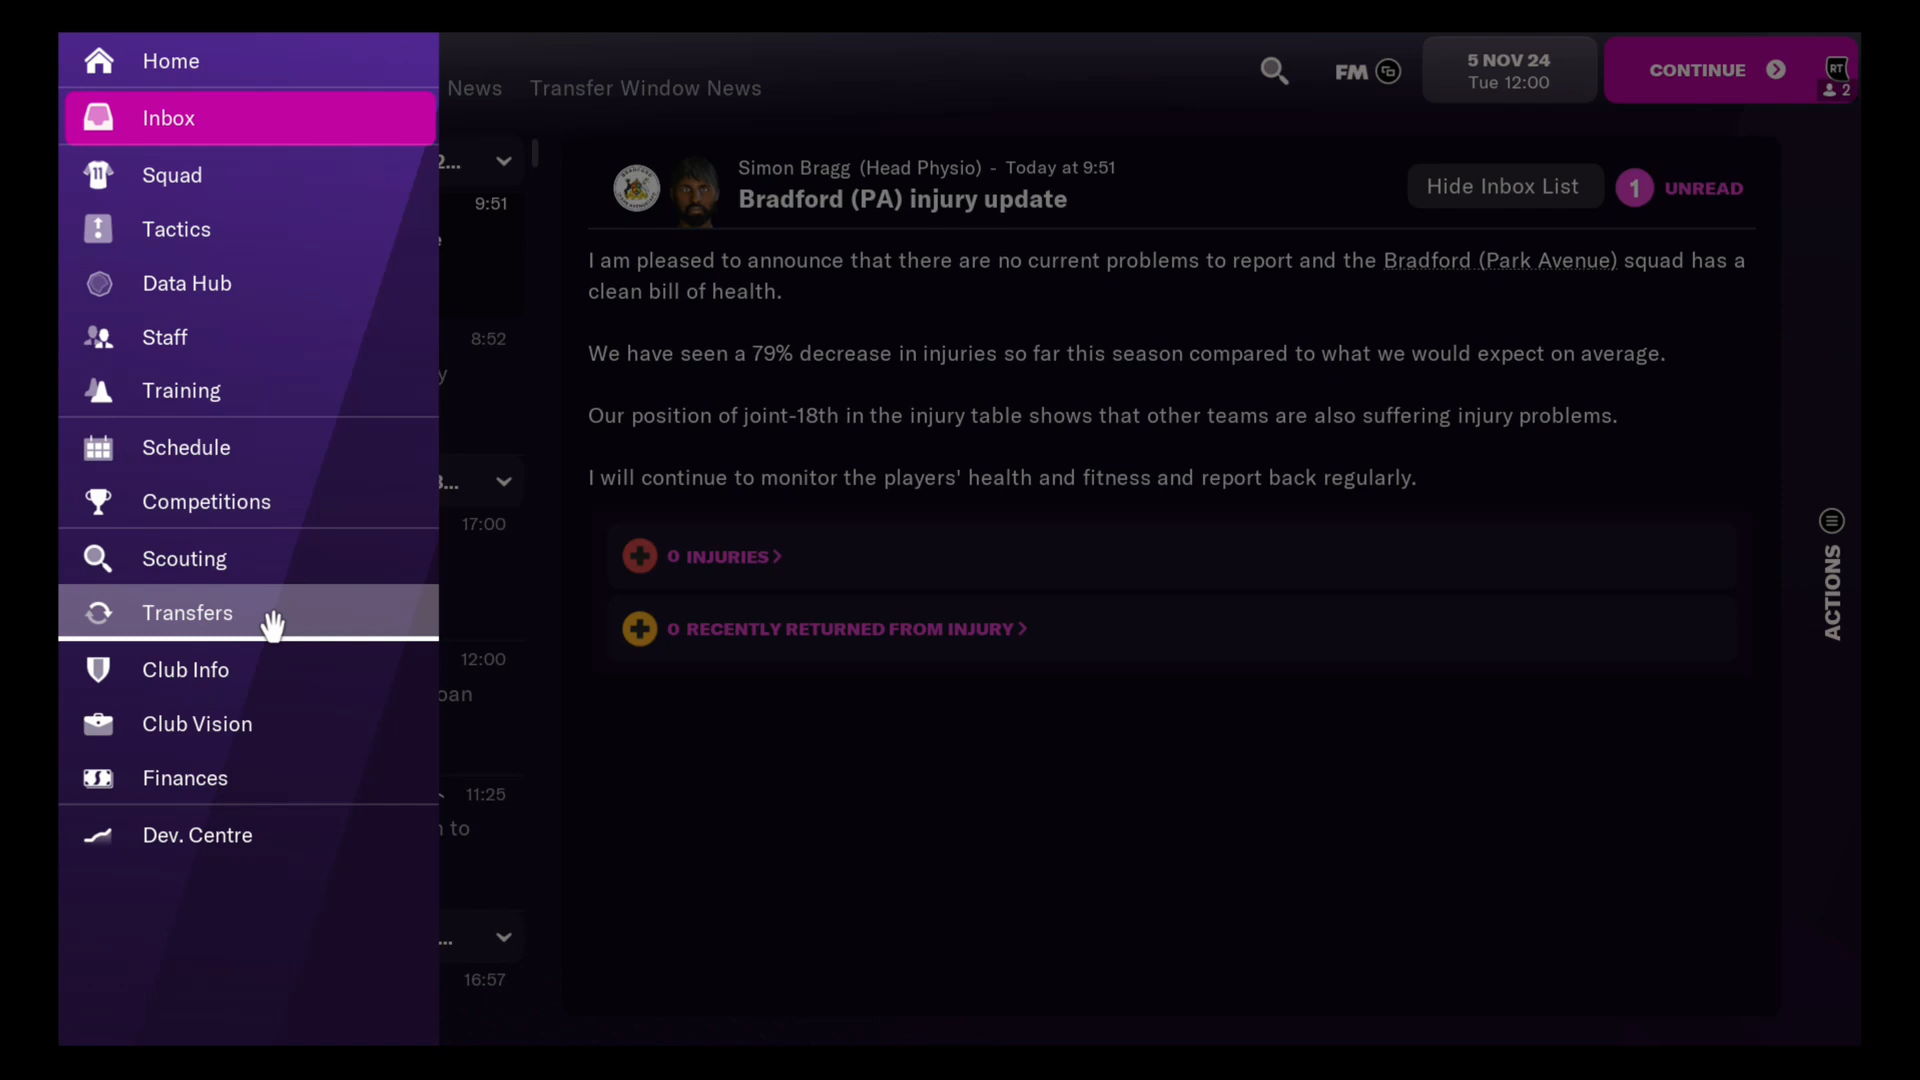 Home
Inbox
11 Squad
Tactics
Data Hub
Staff
Training
Schedule
Competitions
Scouting
Transfers
Club Info
Club Vision
Finances
Dev. Centre
News Transfer Window News
FM
5 NOV 24
Tue 12:00
CONTINUE
RT
2
2...
9:51
e
8:52
y
3...
17:00
12:00
oan
11:25
n to
...
16:57
Simon Bragg (Head Physio) - Today at 9:51
Bradford (PA) injury update
Hide Inbox List
1 UNREAD
I am pleased to announce that there are no current problems to report and the Bradford (Park Avenue) squad has a
clean bill of health.
We have seen a 79% decrease in injuries so far this season compared to what we would expect on average.
Our position of joint-18th in the injury table shows that other teams are also suffering injury problems.
I will continue to monitor the players' health and fitness and report back regularly.
0 INJURIES >
0 RECENTLY RETURNED FROM INJURY >
ACTIONS